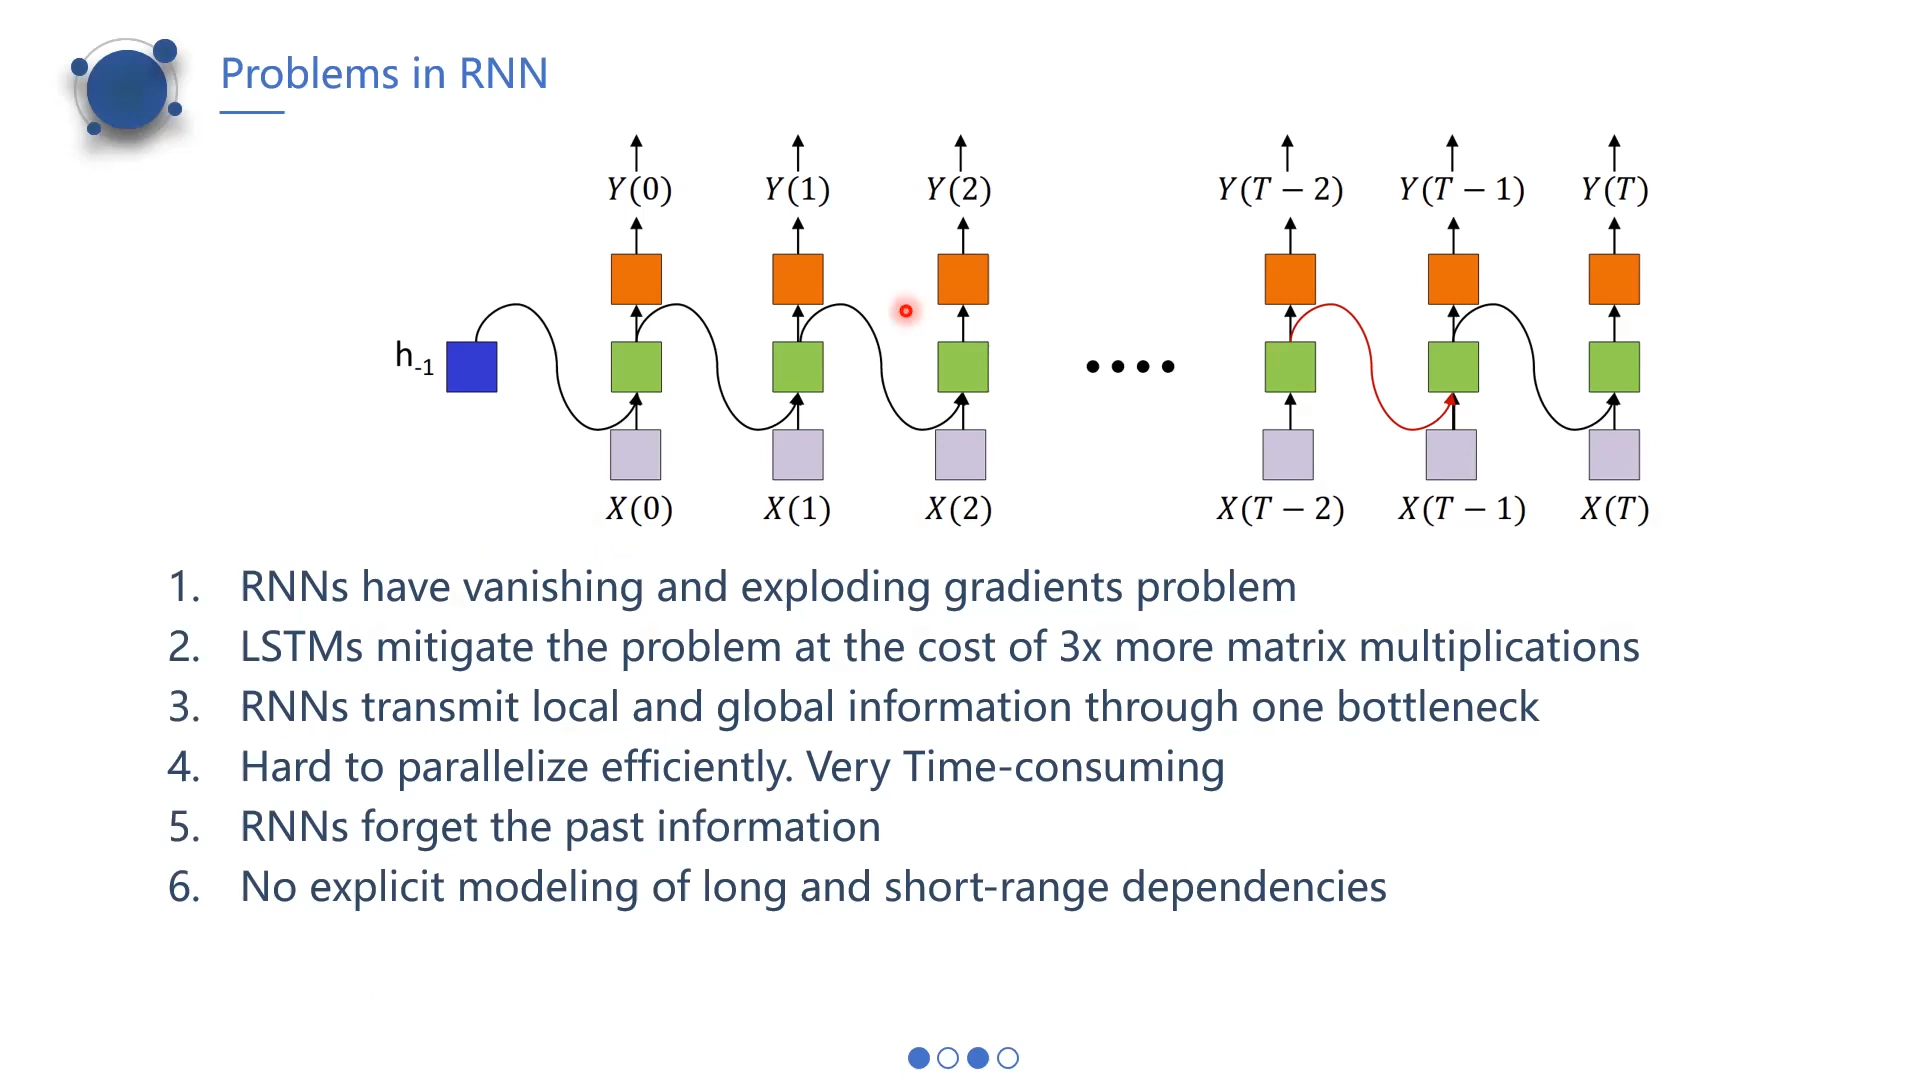 Problems in RNN
Y(0) Y(1) Y(2) Y(T − 2) Y(T − 1) Y(T)
h-1
X(0) X(1) X(2) X(T − 2) X(T − 1) X(T)
1. RNNs have vanishing and exploding gradients problem
2. LSTMs mitigate the problem at the cost of 3x more matrix multiplications
3. RNNs transmit local and global information through one bottleneck
4. Hard to parallelize efficiently. Very Time-consuming
5. RNNs forget the past information
6. No explicit modeling of long and short-range dependencies